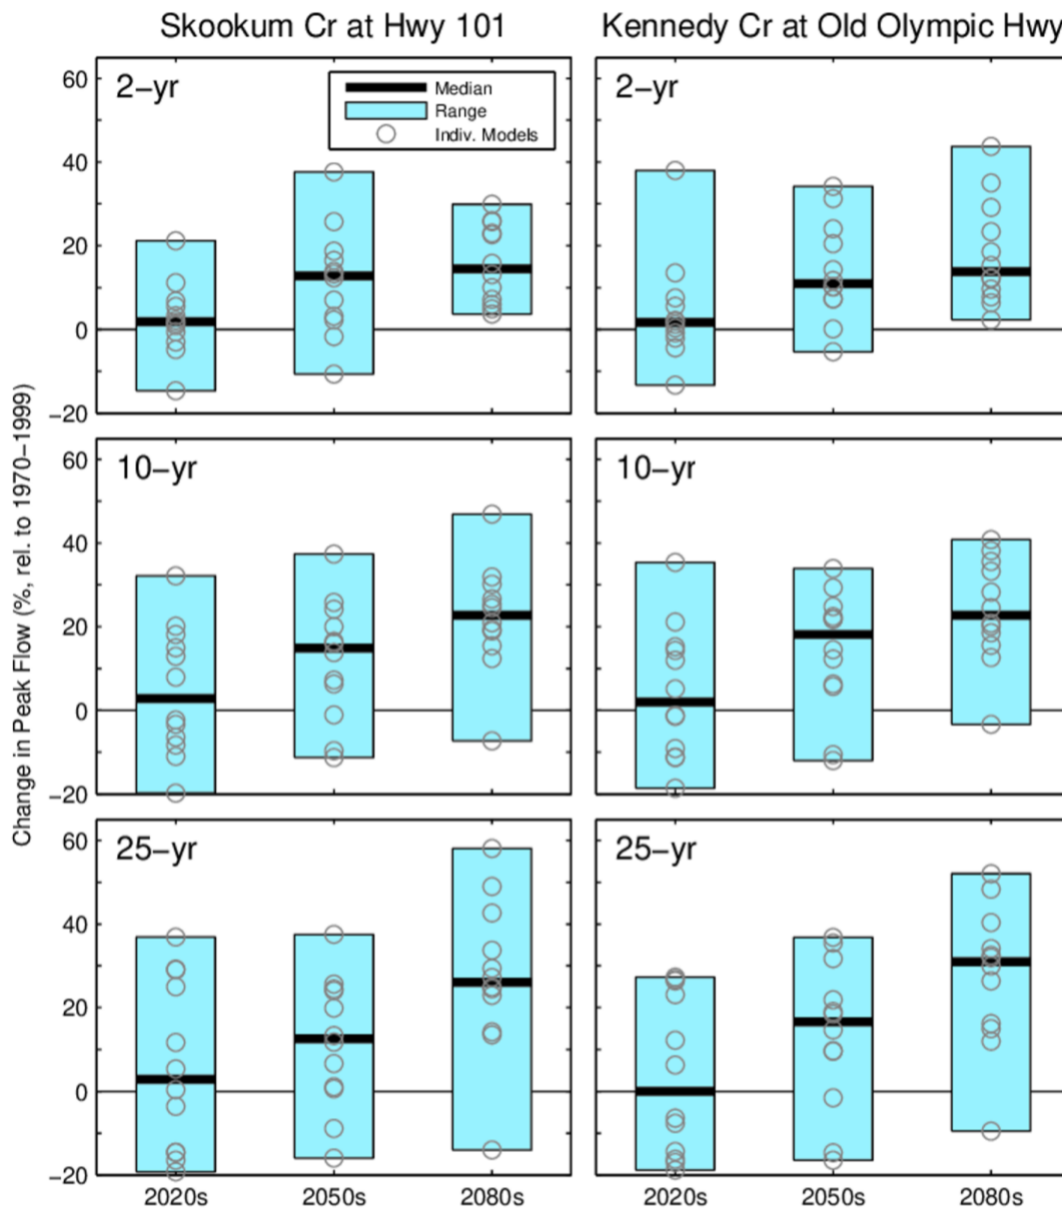 Skookum Cr at Hwy 101
Kennedy Cr at Old Olympic Hwy
Change in Peak Flow (%, rel. to 1970−1999)
2−yr
Median
Range
Indiv. Models
60
40
20
0
−20
2−yr
10−yr
60
40
20
0
−20
10−yr
25−yr
60
40
20
0
−20
2020s
2050s
2080s
25−yr
2020s
2050s
2080s